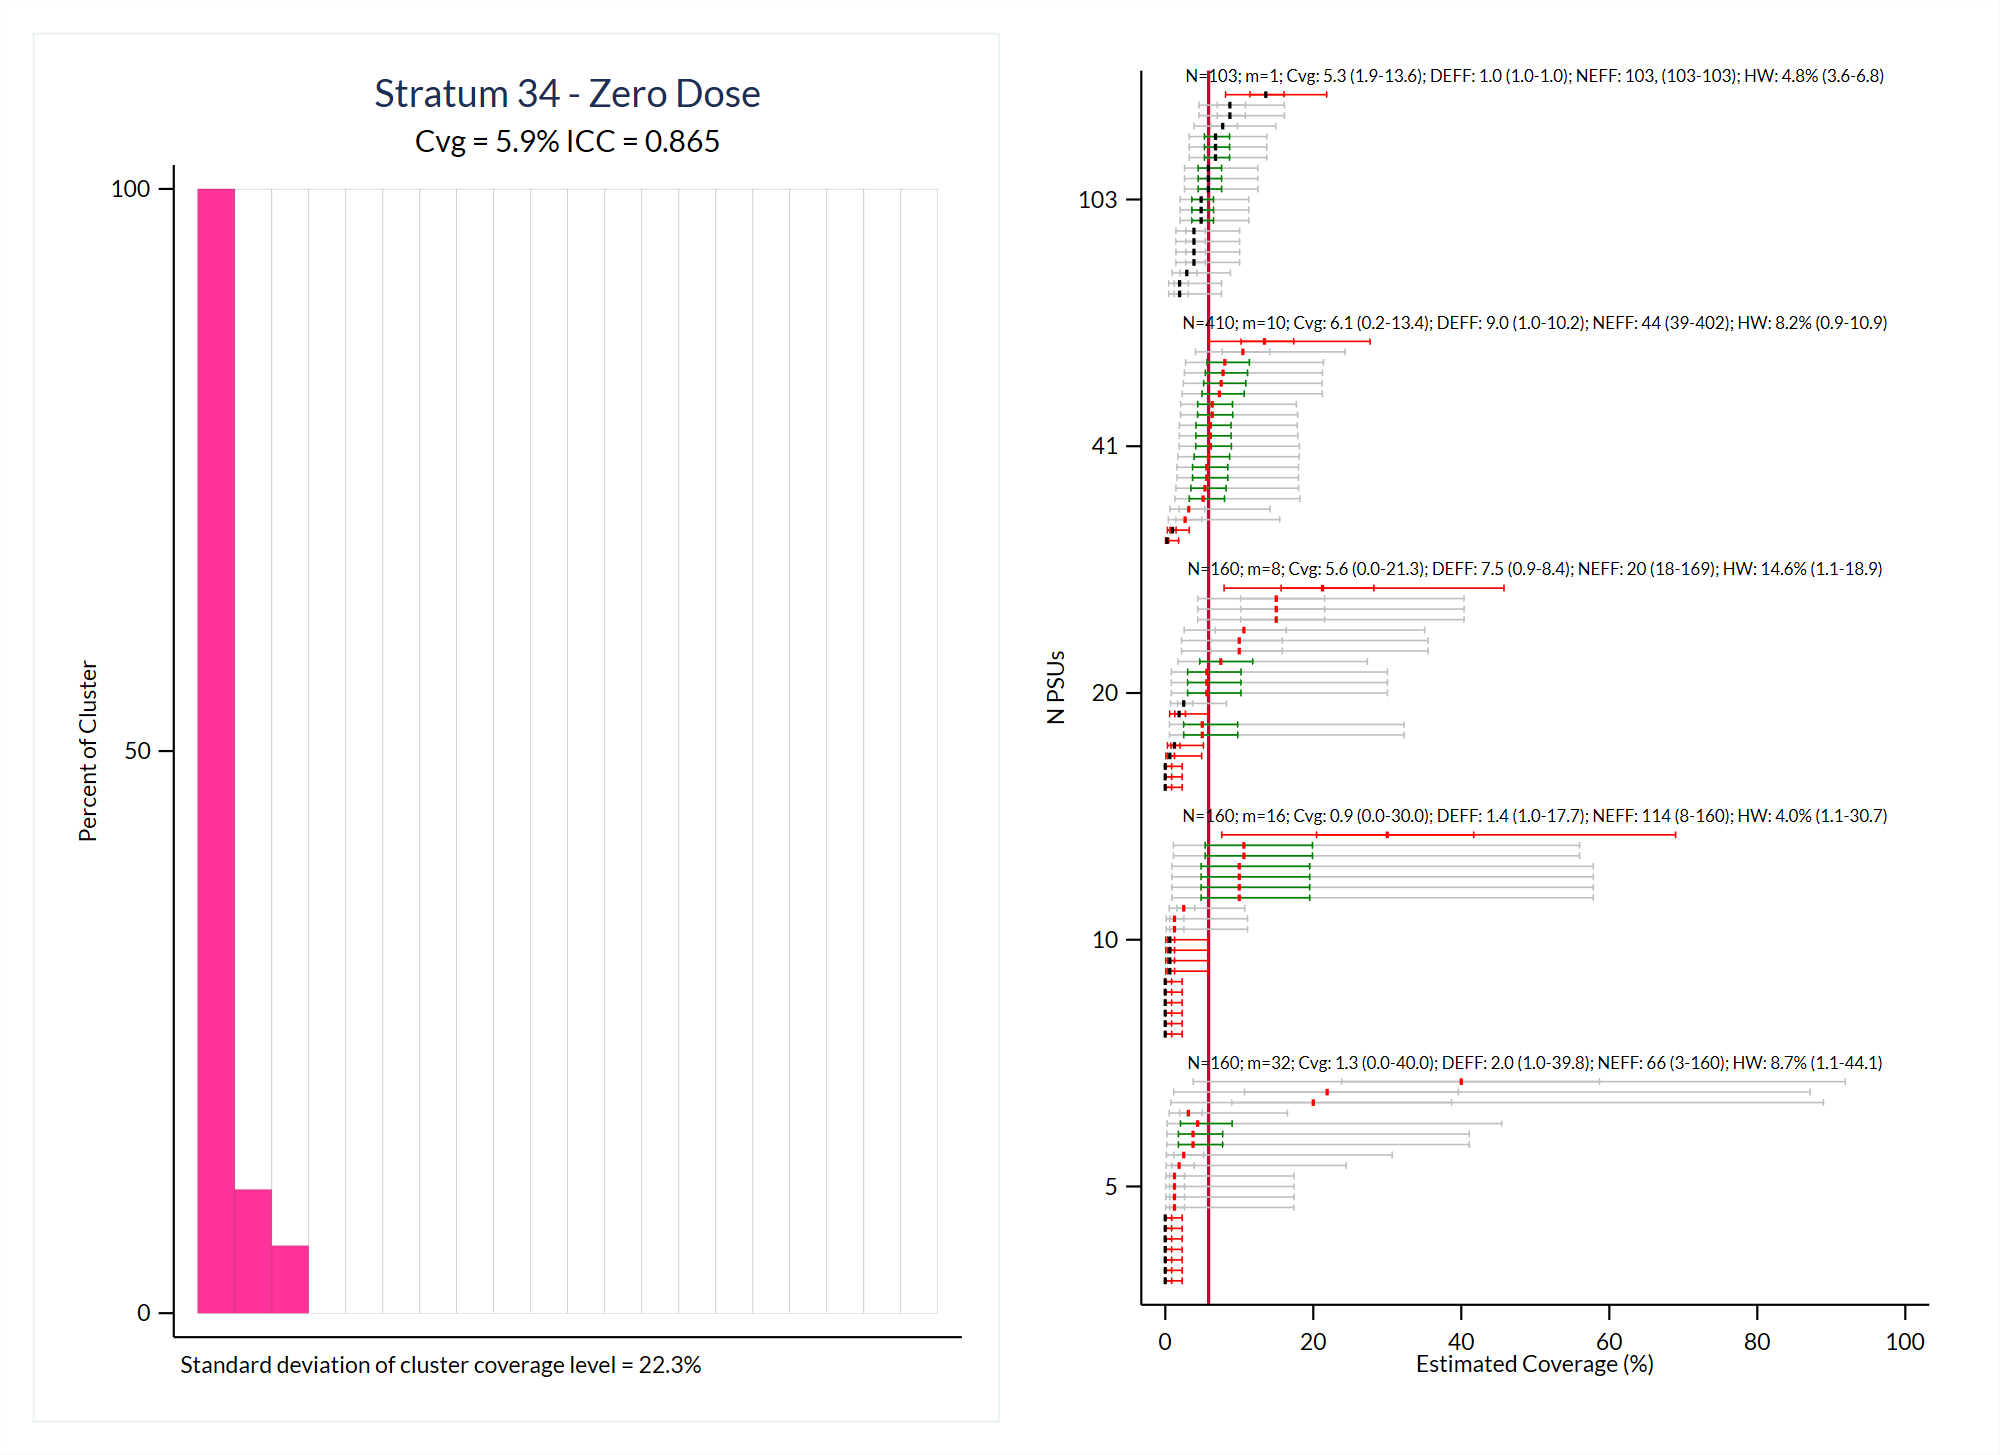 Stratum 34 - Zero Dose
Cvg = 5.9% ICC = 0.865
100
50
0
Percent of Cluster
Standard deviation of cluster coverage level = 22.3%
N=103; m=1; Cvg: 5.3 (1.9-13.6); DEFF: 1.0 (1.0-1.0); NEFF: 103, (103-103); HW: 4.8% (3.6-6.8)
103
N=410; m=10; Cvg: 6.1 (0.2-13.4); DEFF: 9.0 (1.0-10.2); NEFF: 44 (39-402); HW: 8.2% (0.9-10.9)
41
N=160; m=8; Cvg: 5.6 (0.0-21.3); DEFF: 7.5 (0.9-8.4); NEFF: 20 (18-169); HW: 14.6% (1.1-18.9)
N PSUs
20
N=160; m=16; Cvg: 0.9 (0.0-30.0); DEFF: 1.4 (1.0-17.7); NEFF: 114 (8-160); HW: 4.0% (1.1-30.7)
10
N=160; m=32; Cvg: 1.3 (0.0-40.0); DEFF: 2.0 (1.0-39.8); NEFF: 66 (3-160); HW: 8.7% (1.1-44.1)
5
0 20 40 60 80 100
Estimated Coverage (%)